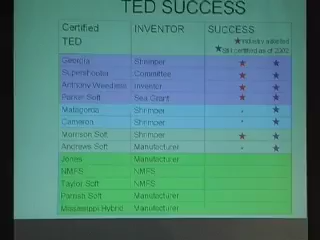 TED SUCCESS
Certified TED INVENTOR SUCCESS
★Industry adopted
★Still certified as of 2002
Georgia Shrimper ★ ★
Supershooter Committee ★ ★
Anthony Weedless Inventor ★ ★
Parker Soft Sea Grant ★ ★
Matagorda Shrimper - ★
Cameron Shrimper - ★
Morrison Soft Shrimper ★ ★
Andrews Soft Manufacturer - ★
Jones Manufacturer
NMFS NMFS
Taylor Soft NMFS
Parrish Soft Manufacturer
Mississippi Hybrid Manufacturer